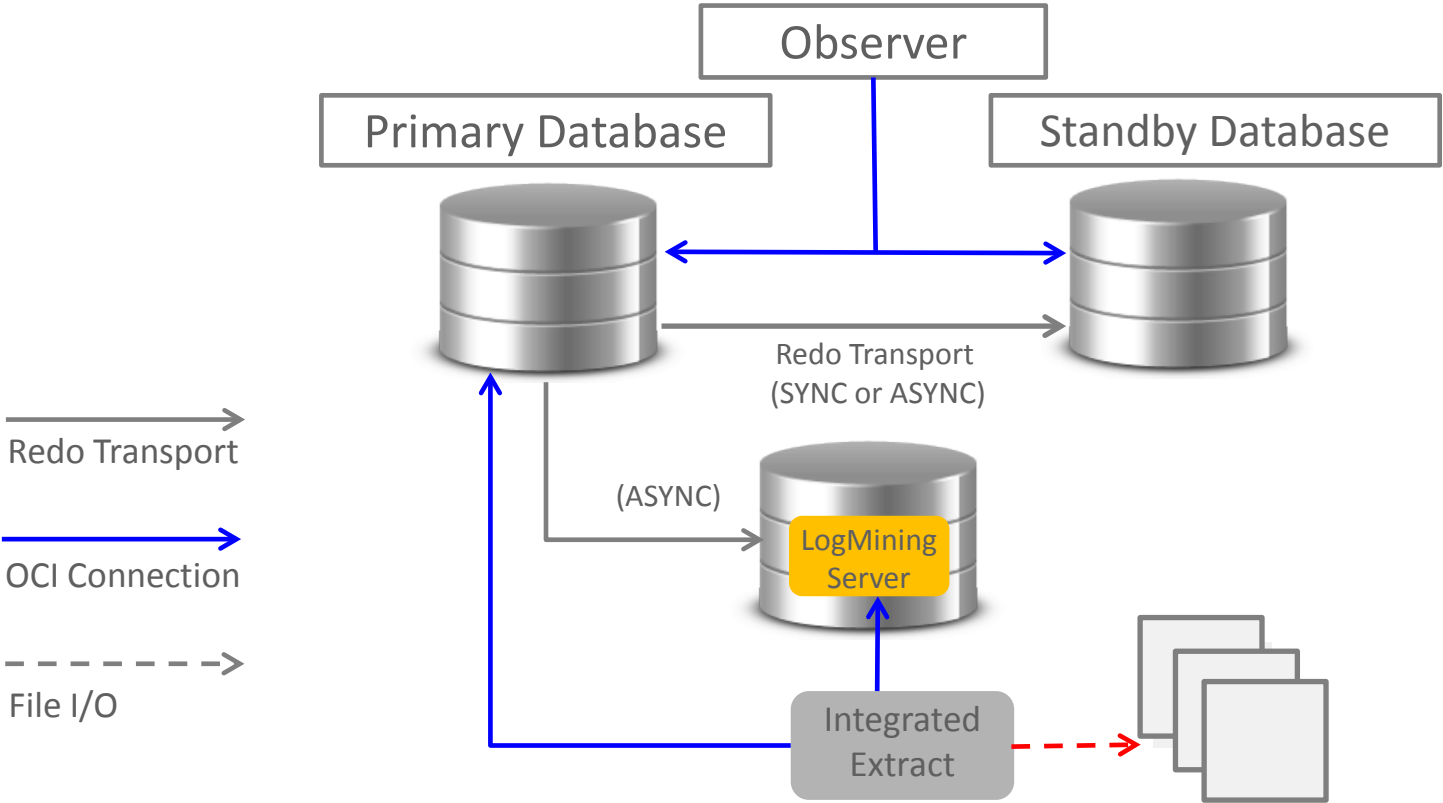 Observer
Primary Database
Standby Database
Redo Transport
(SYNC or ASYNC)
Redo Transport
(ASYNC)
LogMining
Server
OCI Connection
File I/O
Integrated
Extract